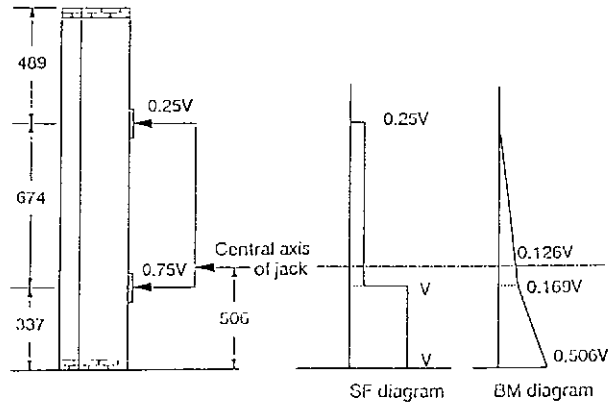 489
0.25V
0.25V
674
Central axis
of jack
0.75V
0.126V
V
0.169V
337
506
V
0,506V
SF diagram
BM diagram